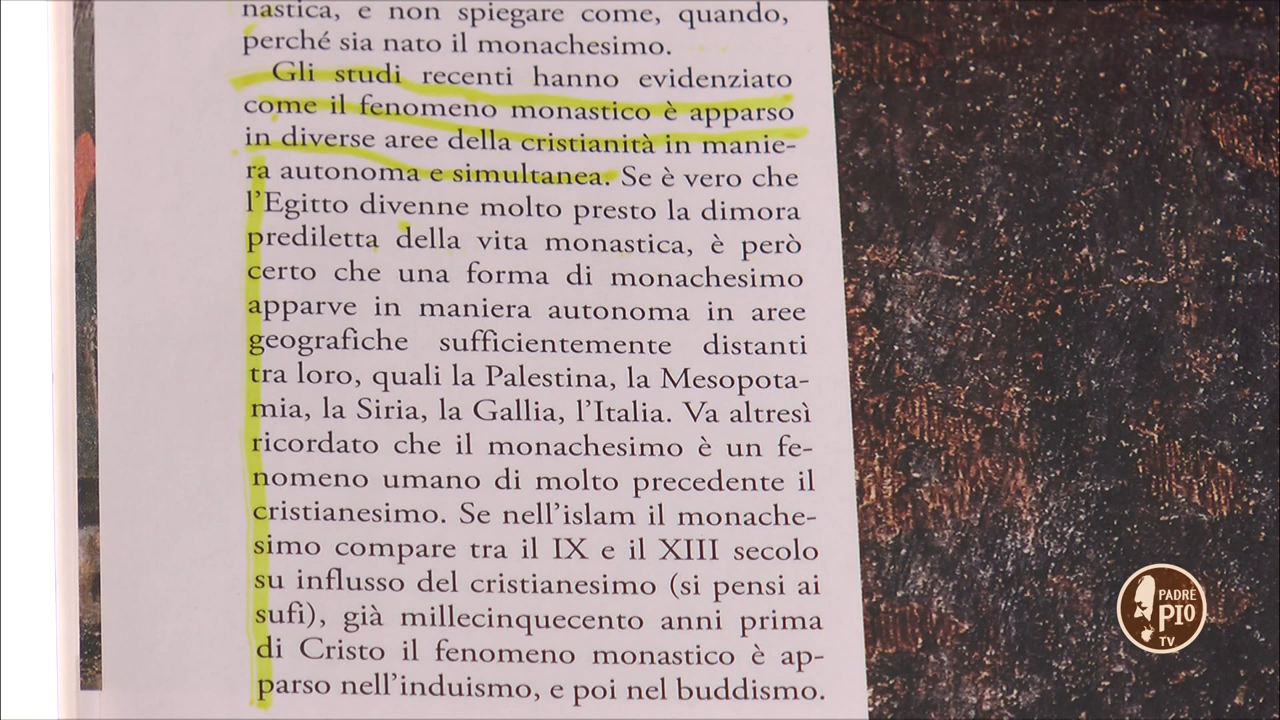 nastica, e non spiegare come, quando,
perché sia nato il monachesimo.
Gli studi recenti hanno evidenziato
come il fenomeno monastico è apparso
in diverse aree della cristianità in manie-
ra autonoma e simultanea. Se è vero che
l'Egitto divenne molto presto la dimora
prediletta della vita monastica, è però
certo che una forma di monachesimo
apparve in maniera autonoma in aree
geografiche sufficientemente distanti
tra loro, quali la Palestina, la Mesopota-
mia, la Siria, la Gallia, l'Italia. Va altresì
ricordato che il monachesimo è un fe-
nomeno umano di molto precedente il
cristianesimo. Se nell'islam il monache-
simo compare tra il IX e il XIII secolo
su influsso del cristianesimo (si pensi ai
sufi), già millecinquecento anni prima
di Cristo il fenomeno monastico è ap-
parso nell'induismo, e poi nel buddismo.
PADRE
PIO
TV